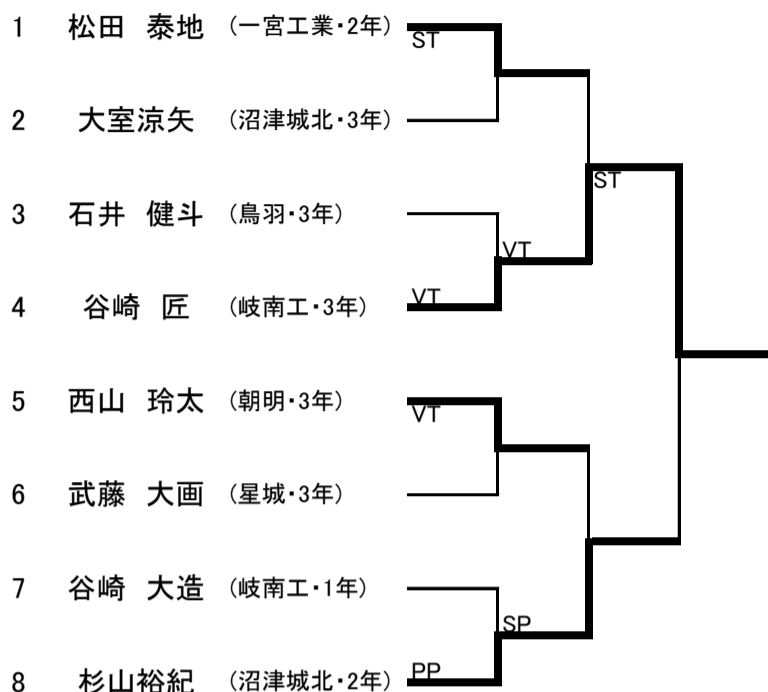 1 松田 泰地 (一宮工業・2年)
ST
2 大室涼矢 (沼津城北・3年)
ST
3 石井 健斗 (鳥羽・3年)
VT
4 谷崎 匠 (岐南工・3年)
VT
5 西山 玲太 (朝明・3年)
VT
6 武藤 大画 (星城・3年)
7 谷崎 大造 (岐南工・1年)
SP
8 杉山裕紀 (沼津城北・2年)
PP